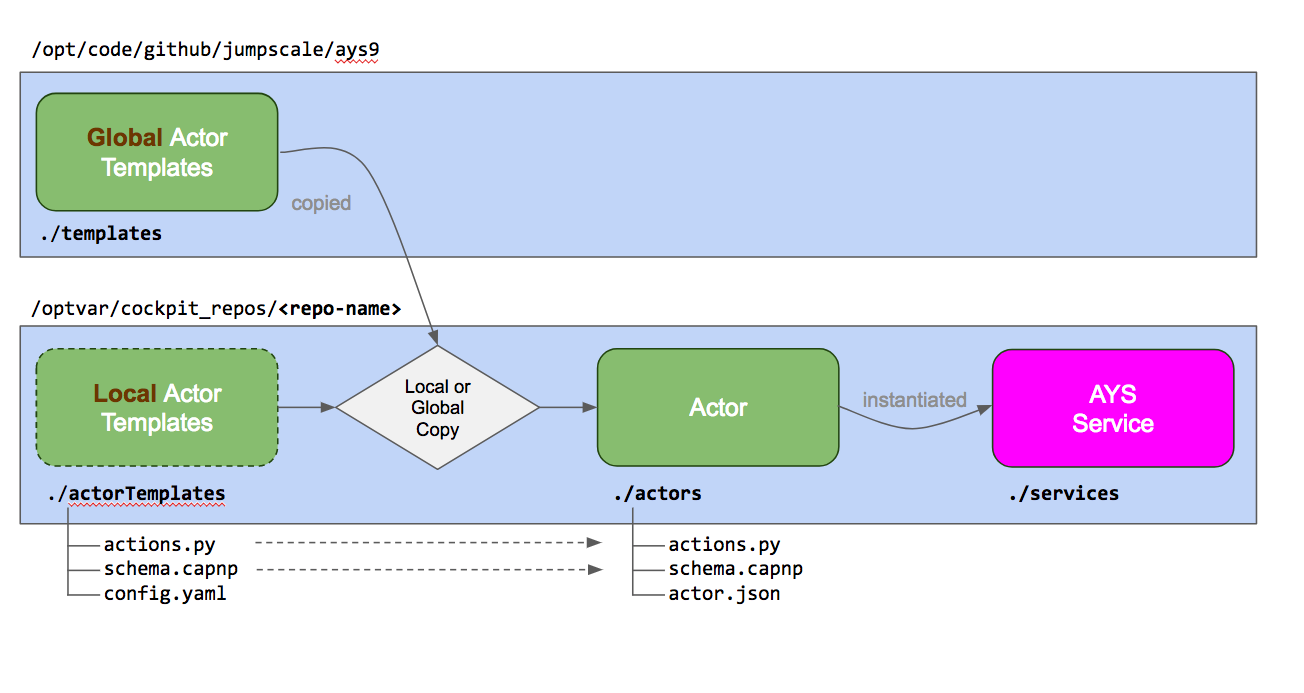 /opt/code/github/jumpscale/ays9
Global Actor
Templates
copied
./templates
/optvar/cockpit_repos/<repo-name>
Local Actor
Templates
Local or
Global
Copy
Actor
instantiated
AYS
Service
./actorTemplates
./actors
./services
actions.py
schema.capnp
config.yaml
actions.py
schema.capnp
actor.json